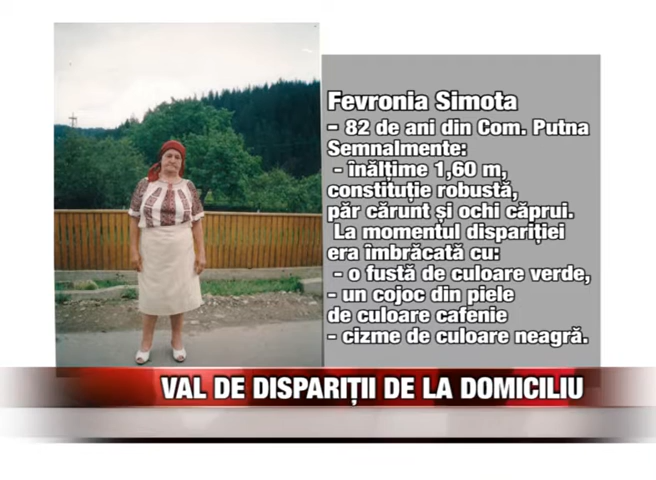 Fevronia Simota
- 82 de ani din Com. Putna
Semnalmente:
- înălțime 1,60 m,
constituție robustă,
păr cărunt și ochi căprui.
La momentul dispariției
era îmbrăcată cu:
- o fustă de culoare verde,
- un cojoc din piele
de culoare cafenie
- cizme de culoare neagră.
VAL DE DISPARIȚII DE LA DOMICILIU